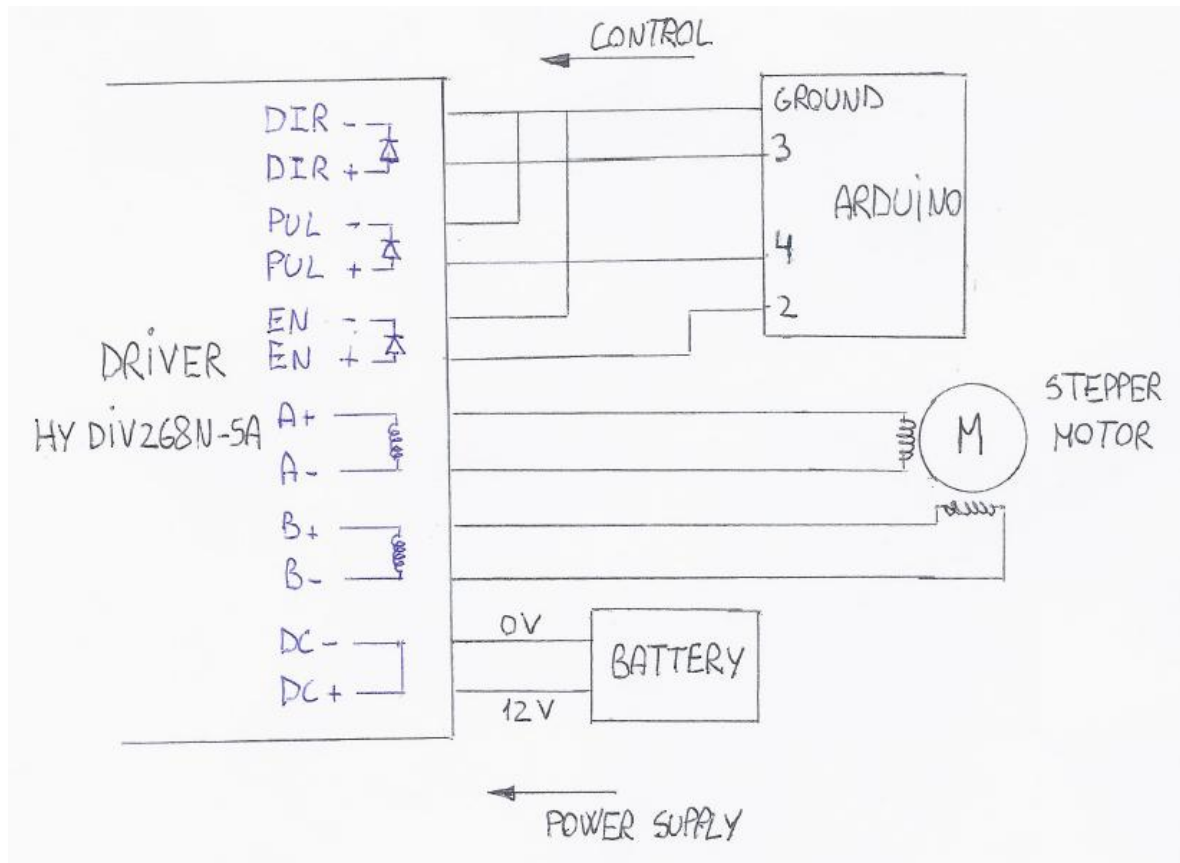 CONTROL
GROUND
DIR -
DIR +
3
ARDUiNO
PUL -
PUL +
4
EN -
EN +
2
DRiVER
HY DiV268N-5A
A+
A-
M
STEPPER
MOTOR
B+
B-
DC -
DC +
0V
12V
BATTERY
POWER SUPPLY